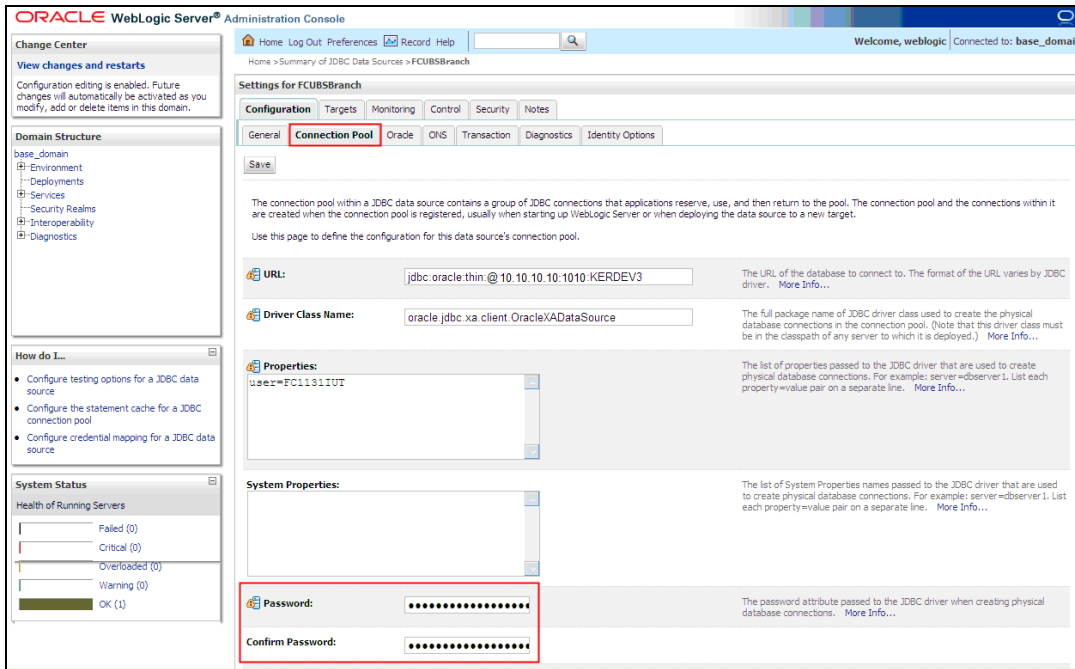 ORACLE WebLogic Server® Administration Console
Change Center
View changes and restarts
Configuration editing is enabled. Future
changes will automatically be activated as you
modify, add or delete items in this domain.
Domain Structure
base_domain
Environment
Deployments
Services
Security Realms
Interoperability
Diagnostics
How do I...
Configure testing options for a JDBC data
source
Configure the statement cache for a JDBC
connection pool
Configure credential mapping for a JDBC data
source
System Status
Health of Running Servers
Failed (0)
Critical (0)
Overloaded (0)
Warning (0)
OK (1)
Home Log Out Preferences Record Help
Welcome, weblogic Connected to: base_domai
Home >Summary of JDBC Data Sources >FCUBSBranch
Settings for FCUBSBranch
Configuration Targets Monitoring Control Security Notes
General Connection Pool Oracle ONS Transaction Diagnostics Identity Options
Save
The connection pool within a JDBC data source contains a group of JDBC connections that applications reserve, use, and then return to the pool. The connection pool and the connections within it
are created when the connection pool is registered, usually when starting up WebLogic Server or when deploying the data source to a new target.
Use this page to define the configuration for this data source's connection pool.
URL:
jdbc:oracle:thin:@10.10.10.10:1010:KERDEV3
The URL of the database to connect to. The format of the URL varies by JDBC
driver. More Info...
Driver Class Name:
oracle.jdbc.xa.client.OracleXADataSource
The full package name of JDBC driver class used to create the physical
database connections in the connection pool. (Note that this driver class must
be in the classpath of any server to which it is deployed.) More Info...
Properties:
user=FC1131IUT
The list of properties passed to the JDBC driver that are used to create
physical database connections. For example: server=dbserver1. List each
property=value pair on a separate line. More Info...
System Properties:
The list of System Properties names passed to the JDBC driver that are used
to create physical database connections. For example: server=dbserver1. List
each property=value pair on a separate line. More Info...
Password:
The password attribute passed to the JDBC driver when creating physical
database connections. More Info...
Confirm Password: